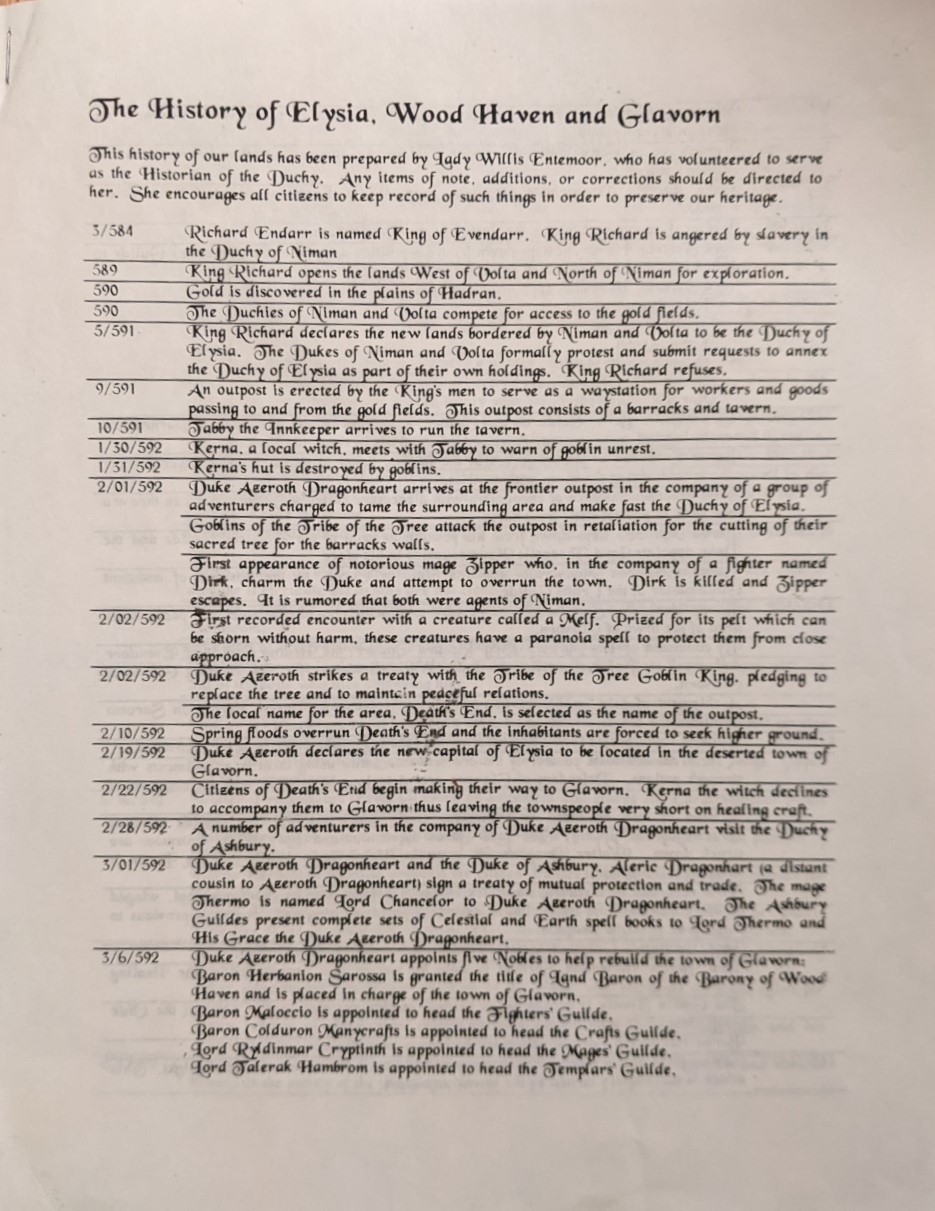 The History of Elysia, Wood Haven and Glavorn
This history of our lands has been prepared by Lady Willis Entemoor, who has volunteered to serve
as the Historian of the Duchy. Any items of note, additions, or corrections should be directed to
her. She encourages all citizens to keep record of such things in order to preserve our heritage.
3/584 Richard Endarr is named King of Evendarr. King Richard is angered by slavery in
the Duchy of Niman
589 King Richard opens the lands West of Volta and North of Niman for exploration.
590 Gold is discovered in the plains of Hadran.
590 The Duchies of Niman and Volta compete for access to the gold fields.
5/591 King Richard declares the new lands bordered by Niman and Volta to be the Duchy of
Elysia. The Dukes of Niman and Volta formally protest and submit requests to annex
the Duchy of Elysia as part of their own holdings. King Richard refuses.
9/591 An outpost is erected by the King's men to serve as a waystation for workers and goods
passing to and from the gold fields. This outpost consists of a barracks and tavern.
10/591 Tabby the Innkeeper arrives to run the tavern.
1/30/592 Kerna, a local witch, meets with Tabby to warn of goblin unrest.
1/31/592 Kerna's hut is destroyed by goblins.
2/01/592 Duke Azeroth Dragonheart arrives at the frontier outpost in the company of a group of
adventurers charged to tame the surrounding area and make fast the Duchy of Elysia.
Goblins of the Tribe of the Tree attack the outpost in retaliation for the cutting of their
sacred tree for the barracks walls.
First appearance of notorious mage Zipper who, in the company of a fighter named
Dirk, charm the Duke and attempt to overrun the town. Dirk is killed and Zipper
escapes. It is rumored that both were agents of Niman.
2/02/592 First recorded encounter with a creature called a Melf. Prized for its pelt which can
be shorn without harm, these creatures have a paranoia spell to protect them from close
approach.
2/02/592 Duke Azeroth strikes a treaty with the Tribe of the Tree Goblin King, pledging to
replace the tree and to maintain peaceful relations.
The local name for the area, Death's End, is selected as the name of the outpost.
2/10/592 Spring floods overrun Death's End and the inhabitants are forced to seek higher ground.
2/19/592 Duke Azeroth declares the new capital of Elysia to be located in the deserted town of
Glavorn.
2/22/592 Citizens of Death's End begin making their way to Glavorn. Kerna the witch declines
to accompany them to Glavorn thus leaving the townspeople very short on healing craft.
2/28/592 A number of adventurers in the company of Duke Azeroth Dragonheart visit the Duchy
of Ashbury.
3/01/592 Duke Azeroth Dragonheart and the Duke of Ashbury, Aleric Dragonhart (a distant
cousin to Azeroth Dragonheart) sign a treaty of mutual protection and trade. The mage
Thermo is named Lord Chancelor to Duke Azeroth Dragonheart. The Ashbury
Guildes present complete sets of Celestial and Earth spell books to Lord Thermo and
His Grace the Duke Azeroth Dragonheart.
3/6/592 Duke Azeroth Dragonheart appoints five Nobles to help rebuild the town of Glavorn:
Baron Herbanion Sarossa is granted the title of Land Baron of the Barony of Wood
Haven and is placed in charge of the town of Glavorn.
Baron Maloccio is appointed to head the Fighters' Guilde.
Baron Colduron Manycrafts is appointed to head the Crafts Guilde.
Lord Ryldinmar Cryptinth is appointed to head the Mages' Guilde.
Lord Talerak Hambrom is appointed to head the Templars' Guilde.